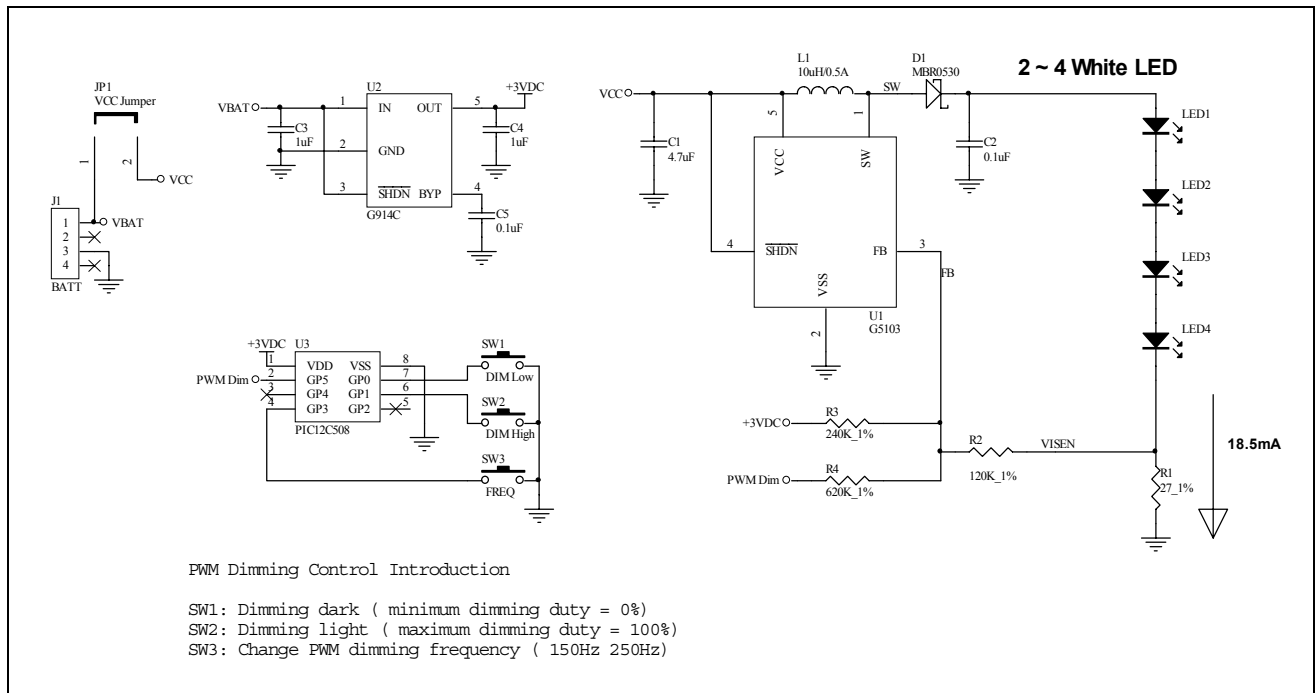 2 ~ 4 White LED
JP1
VCC Jumper
1
2
VCC
J1
1
2
3
4
VBAT
BATT
U2
VBAT
+3VDC
1
IN
OUT
5
C3
1uF
2
GND
C4
1uF
3
SHDN
BYP
4
G914C
C5
0.1uF
L1
10uH/0.5A
D1
MBR0530
VCC
SW
C1
4.7uF
5
1
VCC
SW
C2
0.1uF
4
SHDN
FB
3
FB
VSS
2
U1
G5103
LED1
LED2
LED3
LED4
+3VDC
U3
1
VDD
VSS
8
PWM Dim
2
GP5
GP0
7
3
GP4
GP1
6
4
GP3
GP2
5
PIC12C508
SW1
DIM Low
SW2
DIM High
SW3
FREQ
+3VDC
R3
240K_1%
PWM Dim
R4
620K_1%
R2
120K_1%
VISEN
R1
27_1%
18.5mA
PWM Dimming Control Introduction
SW1: Dimming dark ( minimum dimming duty = 0%)
SW2: Dimming light ( maximum dimming duty = 100%)
SW3: Change PWM dimming frequency ( 150Hz 250Hz)